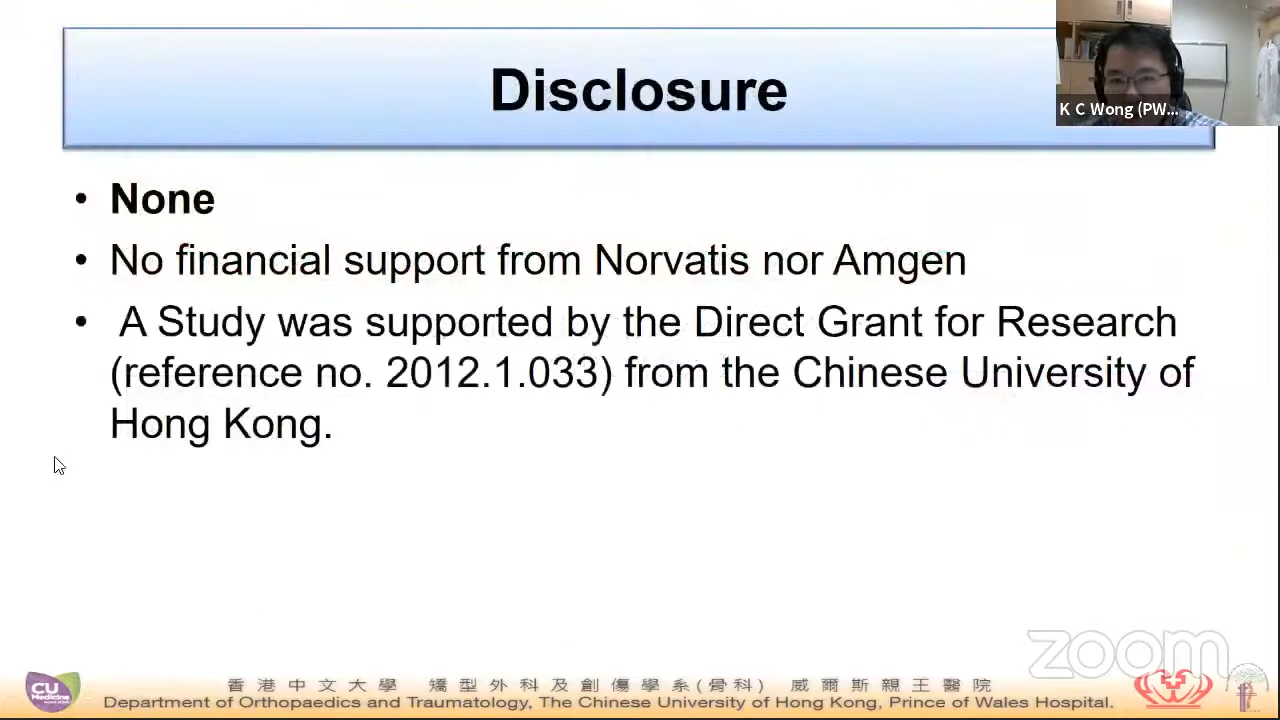 Disclosure
K C Wong (PW...
• None
• No financial support from Norvatis nor Amgen
• A Study was supported by the Direct Grant for Research
(reference no. 2012.1.033) from the Chinese University of
Hong Kong.
zoom
CU
Medicine
香港中文大學 矯型外科及創傷學系(骨科) 威爾斯親王醫院
Department of Orthopaedics and Traumatology, The Chinese University of Hong Kong, Prince of Wales Hospital.